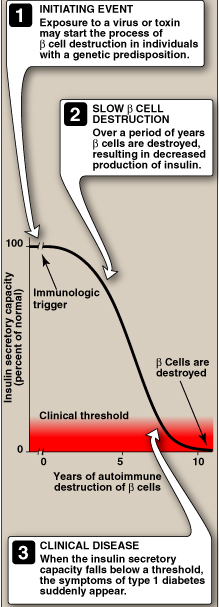 1
INITIATING EVENT
Exposure to a virus or toxin
may start the process of
β cell destruction in individuals
with a genetic predisposition.
2
SLOW β CELL
DESTRUCTION
Over a period of years
β cells are destroyed,
resulting in decreased
production of insulin.
100
Immunologic
trigger
Insulin secretory capacity
(percent of normal)
β Cells are
destroyed
Clinical threshold
0
0 5 10
Years of autoimmune
destruction of β cells
3
CLINICAL DISEASE
When the insulin secretory
capacity falls below a threshold,
the symptoms of type 1 diabetes
suddenly appear.